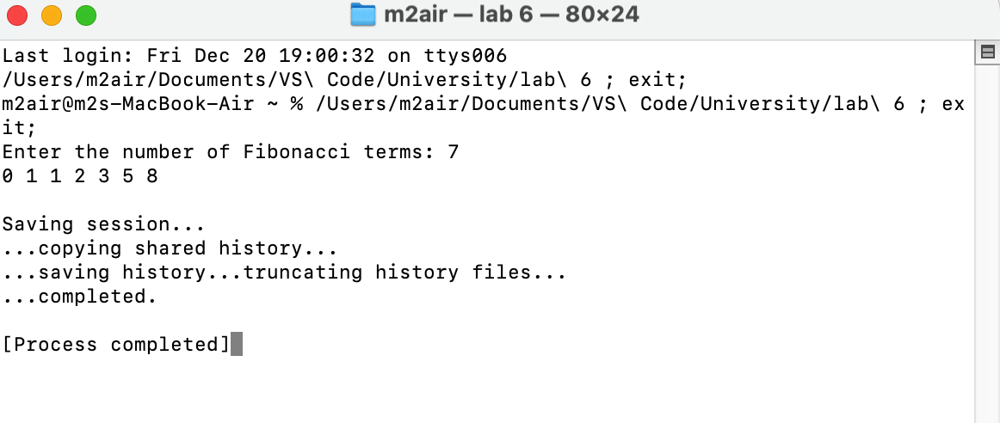 m2air — lab 6 — 80×24
Last login: Fri Dec 20 19:00:32 on ttys006
/Users/m2air/Documents/VS\ Code/University/lab\ 6 ; exit;
m2air@m2s-MacBook-Air ~ % /Users/m2air/Documents/VS\ Code/University/lab\ 6 ; ex
it;
Enter the number of Fibonacci terms: 7
0 1 1 2 3 5 8
Saving session...
...copying shared history...
...saving history...truncating history files...
...completed.
[Process completed]